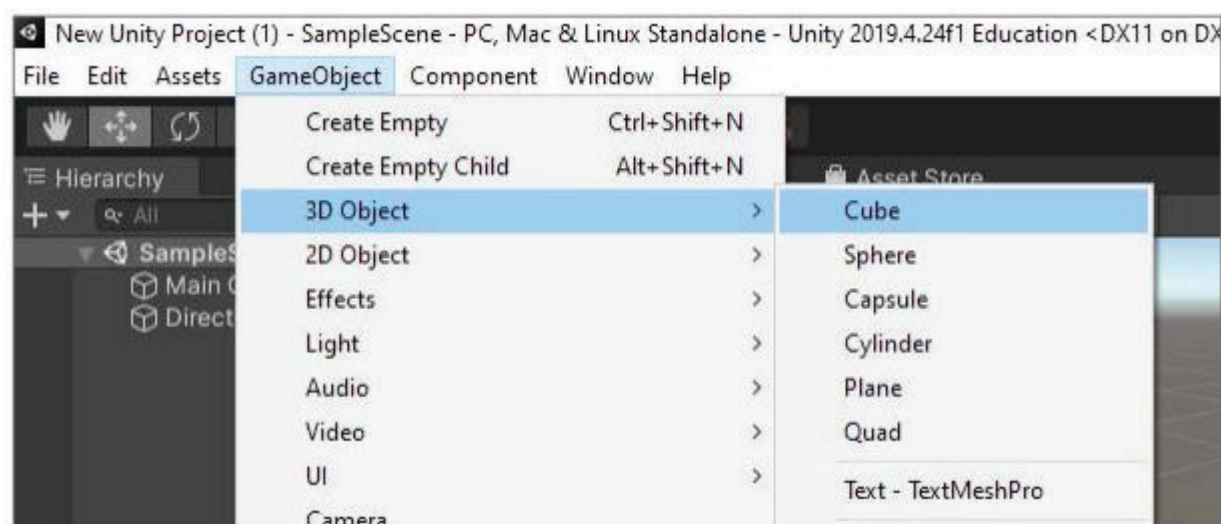 New Unity Project (1) - SampleScene - PC, Mac & Linux Standalone - Unity 2019.4.24f1 Education <DX11 on DX
File Edit Assets GameObject Component Window Help
Create Empty Ctrl+Shift+N
Create Empty Child Alt+Shift+N
Hierarchy
Asset Store
All
3D Object >
Cube
SampleS
2D Object >
Sphere
Main C
Effects >
Capsule
Direct
Light >
Cylinder
Audio >
Plane
Video >
Quad
UI >
Text - TextMeshPro
Camera